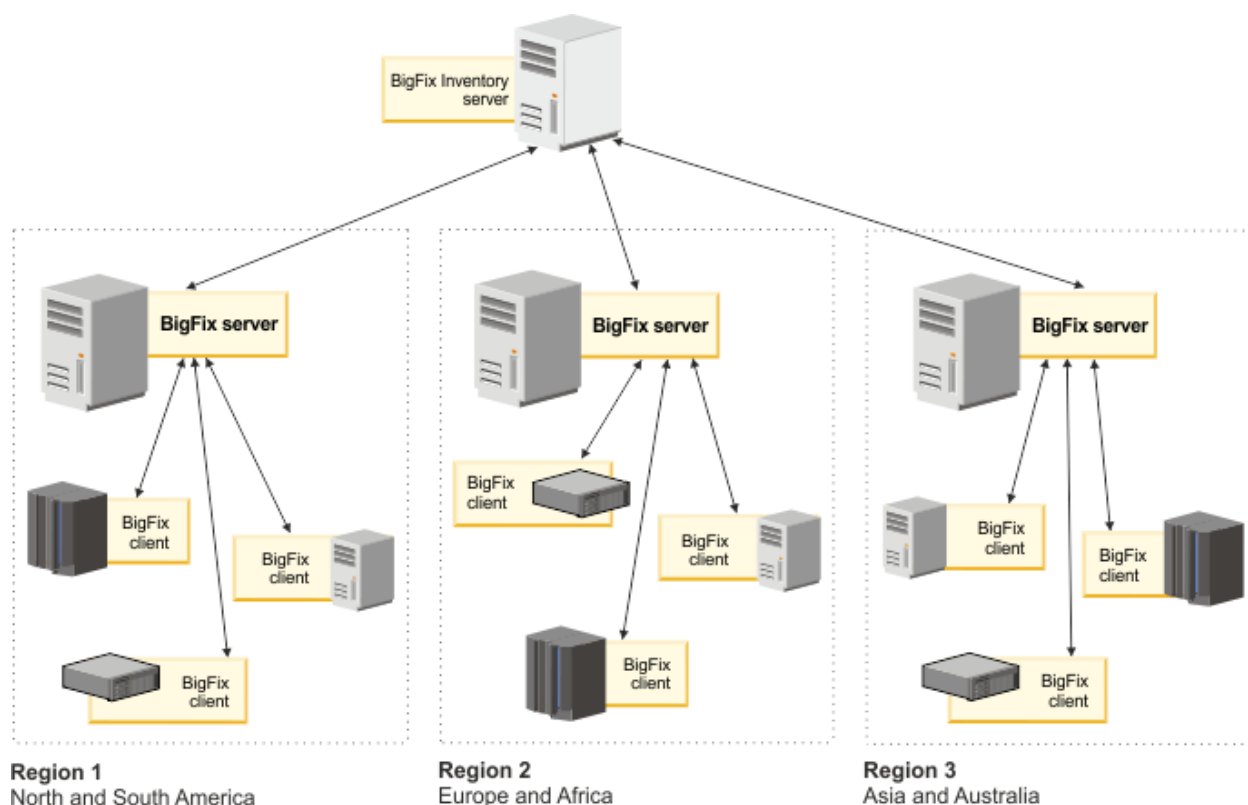 BigFix Inventory
server
BigFix server
BigFix server
BigFix server
BigFix
client
BigFix
client
BigFix
client
BigFix
client
BigFix
client
BigFix
client
BigFix
client
BigFix
client
BigFix
client
Region 1
North and South America
Region 2
Europe and Africa
Region 3
Asia and Australia